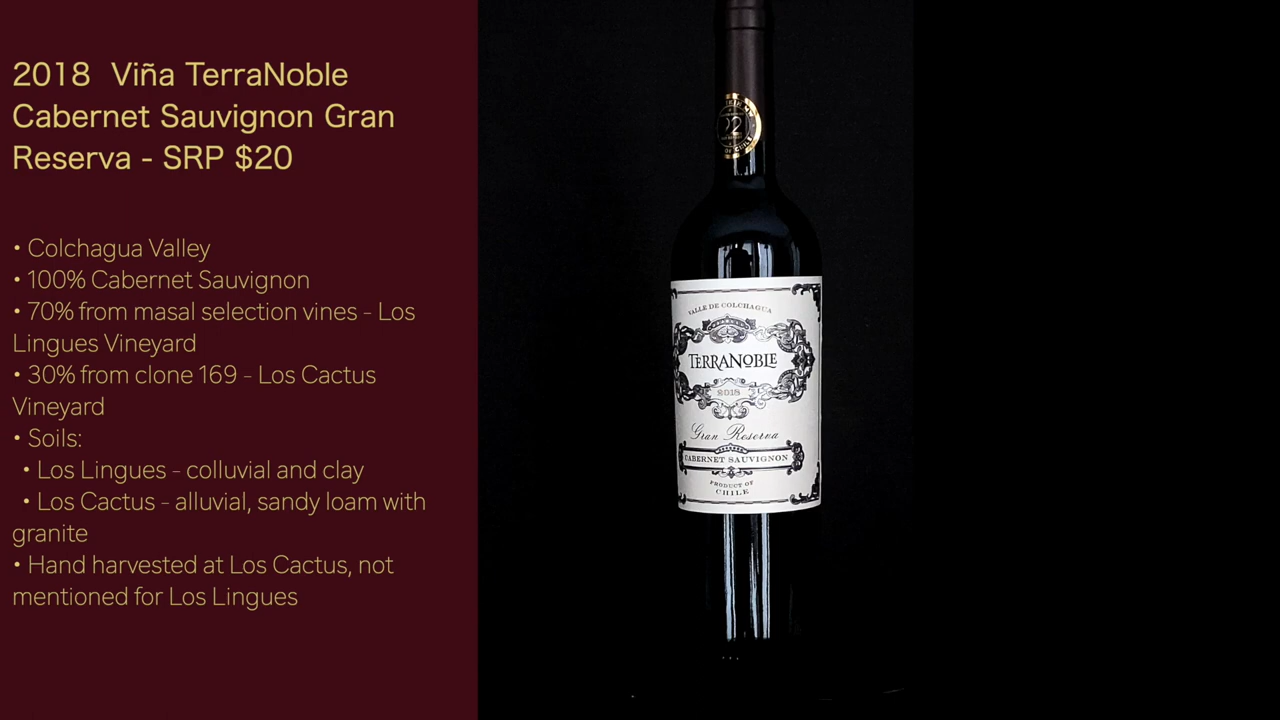 2018 Viña TerraNoble
Cabernet Sauvignon Gran
Reserva - SRP $20
• Colchagua Valley
• 100% Cabernet Sauvignon
• 70% from masal selection vines - Los
Lingues Vineyard
• 30% from clone 169 - Los Cactus
Vineyard
• Soils:
• Los Lingues - colluvial and clay
• Los Cactus - alluvial, sandy loam with
granite
• Hand harvested at Los Cactus, not
mentioned for Los Lingues
22
VALLE DE COLCHAGUA
TERRANOBLE
2018
Gran Reserva
CABERNET SAUVIGNON
PRODUCT OF
CHILE